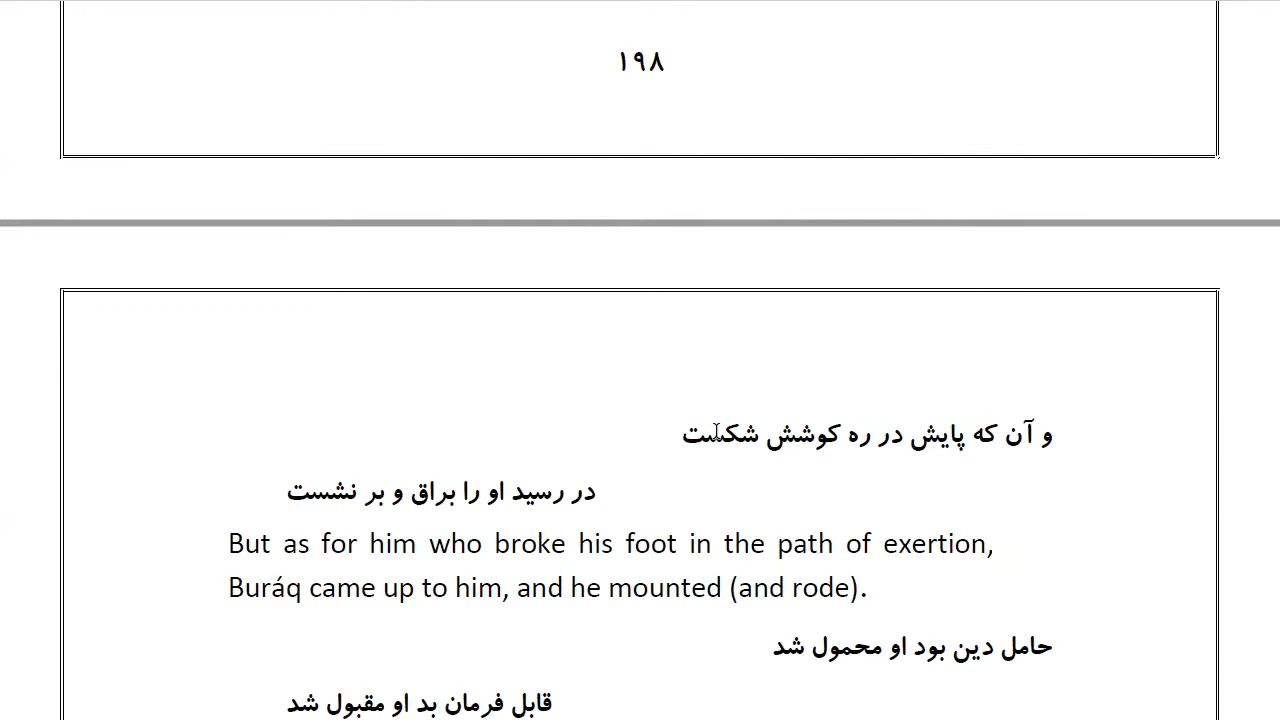 ۱۹۸
و آن که پایش در ره کوشش شکست
در رسید او را براق و بر نشست
But as for him who broke his foot in the path of exertion,
Buráq came up to him, and he mounted (and rode).
حامل دین بود او محمول شد
قابل فرمان بد او مقبول شد